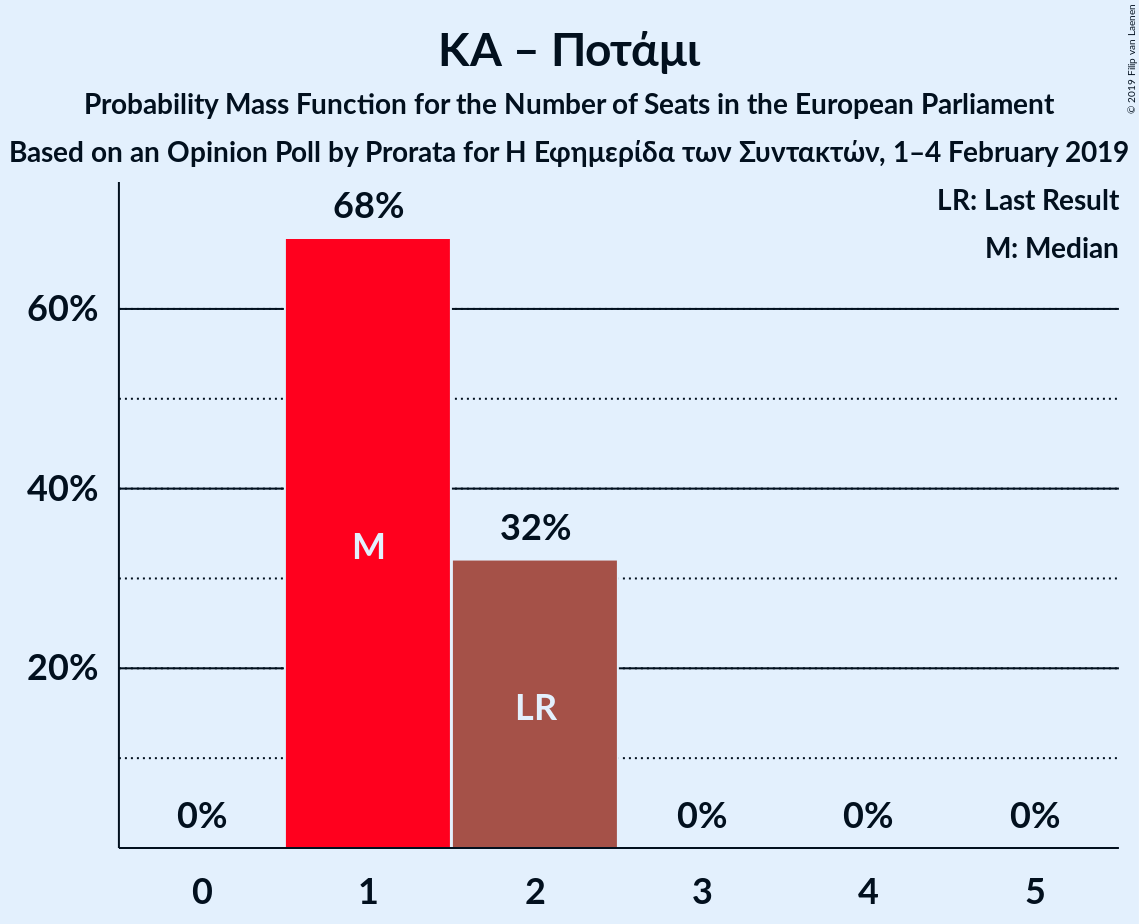 ΚΑ – Ποτάμι
Probability Mass Function for the Number of Seats in the European Parliament
Based on an Opinion Poll by Prorata for Η Εφημερίδα των Συντακτών, 1–4 February 2019
© 2019 Filip van Laenen
LR: Last Result
M: Median
68%
60%
40%
32%
M
20%
LR
0%
0%
0%
0%
0
1
2
3
4
5